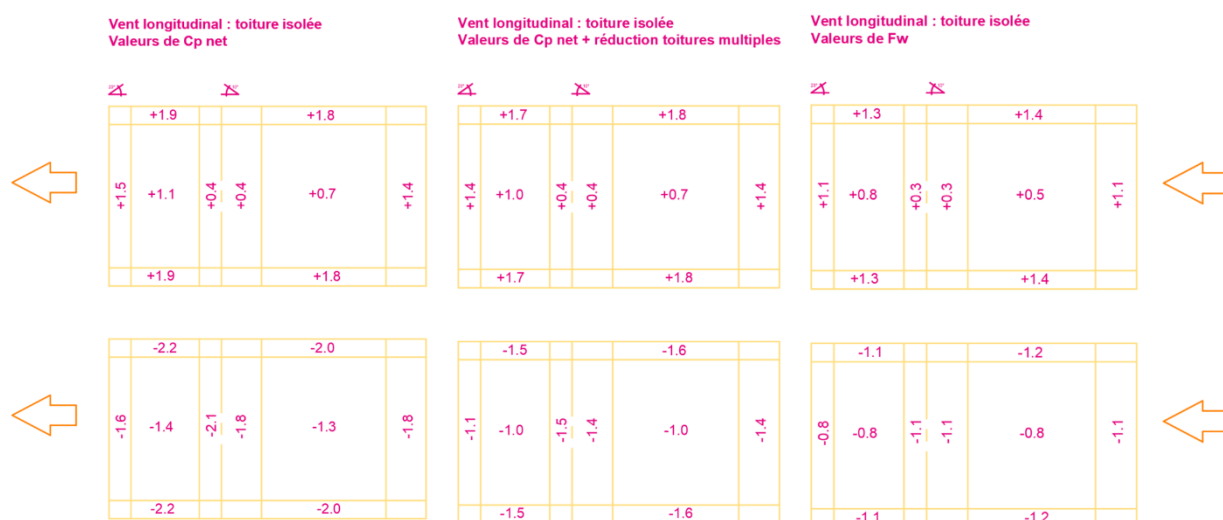 Vent longitudinal : toiture isolée
Valeurs de Cp net
+1.9 +1.8
+1.5 +1.1 +0.4 +0.4 +0.7 +1.4
+1.9 +1.8
-2.2 -2.0
-1.6 -1.4 -2.1 -1.8 -1.3 -1.8
-2.2 -2.0
Vent longitudinal : toiture isolée
Valeurs de Cp net + réduction toitures multiples
+1.7 +1.8
+1.4 +1.0 +0.4 +0.4 +0.7 +1.4
+1.7 +1.8
-1.5 -1.6
-1.1 -1.0 -1.5 -1.4 -1.0 -1.4
-1.5 -1.6
Vent longitudinal : toiture isolée
Valeurs de Fw
+1.3 +1.4
+1.1 +0.8 +0.3 +0.3 +0.5 +1.1
+1.3 +1.4
-1.1 -1.2
-0.8 -0.8 -1.1 -1.1 -0.8 -1.1
-1.1 -1.2